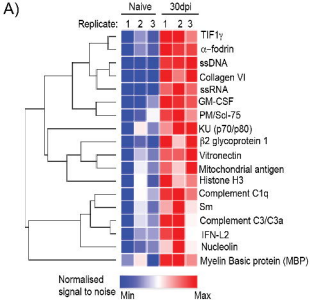 A)
Naive 30dpi
Replicate: 1 2 3 1 2 3
TIF1γ
α-fodrin
ssDNA
Collagen VI
ssRNA
GM-CSF
PM/Scl-75
KU (p70/p80)
β2 glycoprotein 1
Vitronectin
Mitochondrial antigen
Histone H3
Complement C1q
Sm
Complement C3/C3a
IFN-L2
Nucleolin
Myelin Basic protein (MBP)
Normalised
signal to noise
Min Max